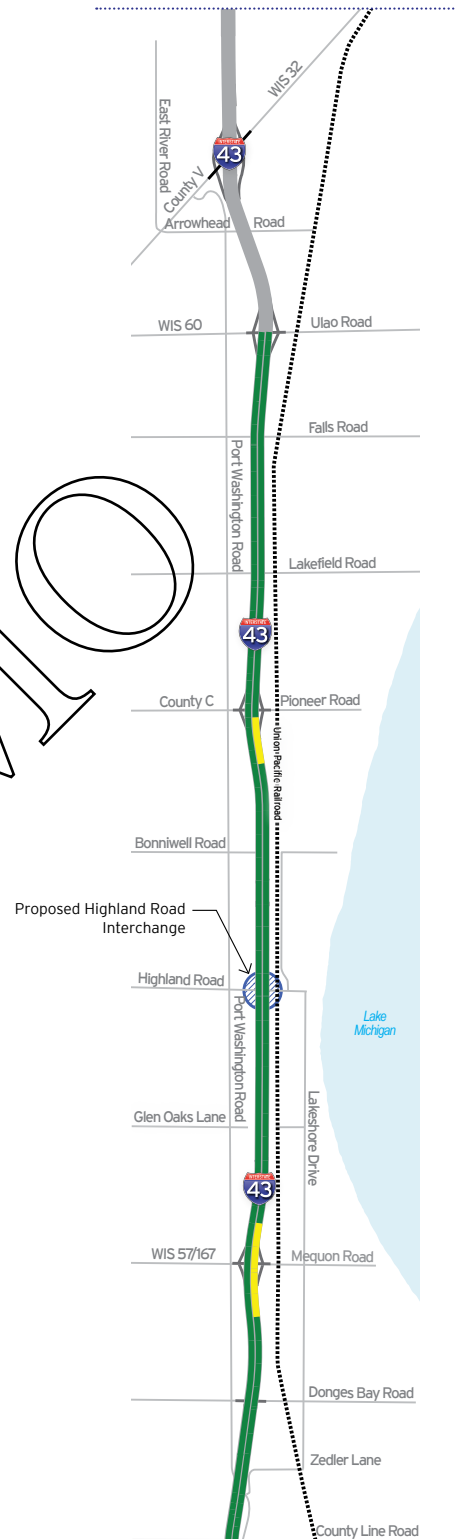 WIS 32
East River Road
INTERSTATE
43
County V
Arrowhead Road
WIS 60
Ulao Road
Falls Road
Port Washington Road
Lakefield Road
O
INTERSTATE
43
I
County C
Pioneer Road
Union Pacific Railroad
Bonniwell Road
Proposed Highland Road
Interchange
Highland Road
Port Washington Road
Lake
Michigan
Glen Oaks Lane
Lakeshore Drive
INTERSTATE
43
WIS 57/167
Mequon Road
Donges Bay Road
Zedler Lane
County Line Road